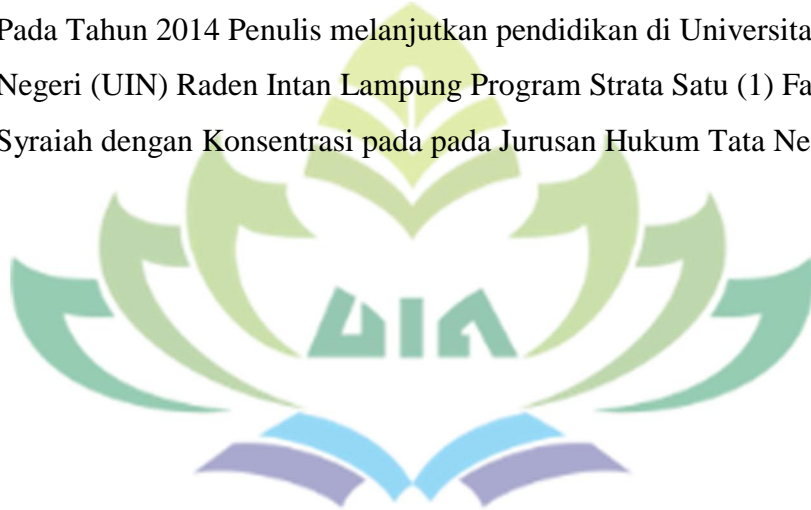 Pada Tahun 2014 Penulis melanjutkan pendidikan di Universita
Negeri (UIN) Raden Intan Lampung Program Strata Satu (1) Fa
Syraiah dengan Konsentrasi pada pada Jurusan Hukum Tata Ne
UIN